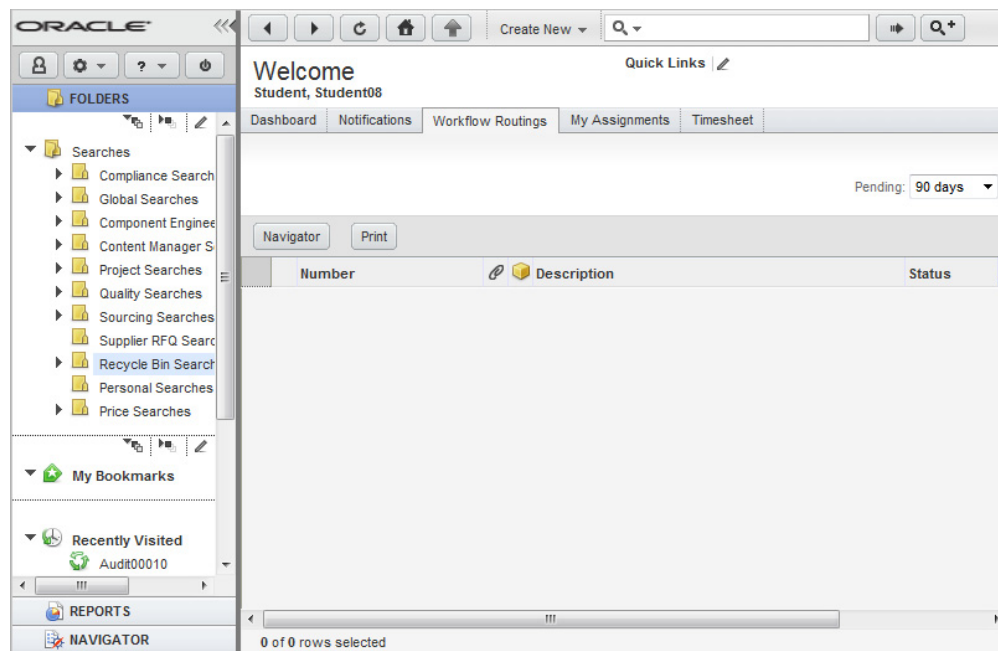 ORACLE
Create New
?
Welcome
Quick Links
Student, Student08
FOLDERS
Dashboard Notifications Workflow Routings My Assignments Timesheet
Searches
Compliance Search
Global Searches
Component Enginee
Content Manager S
Project Searches
Quality Searches
Sourcing Searches
Supplier RFQ Searc
Recycle Bin Search
Personal Searches
Price Searches
My Bookmarks
Recently Visited
Audit00010
REPORTS
NAVIGATOR
Pending: 90 days
Navigator Print
Number Description Status
0 of 0 rows selected